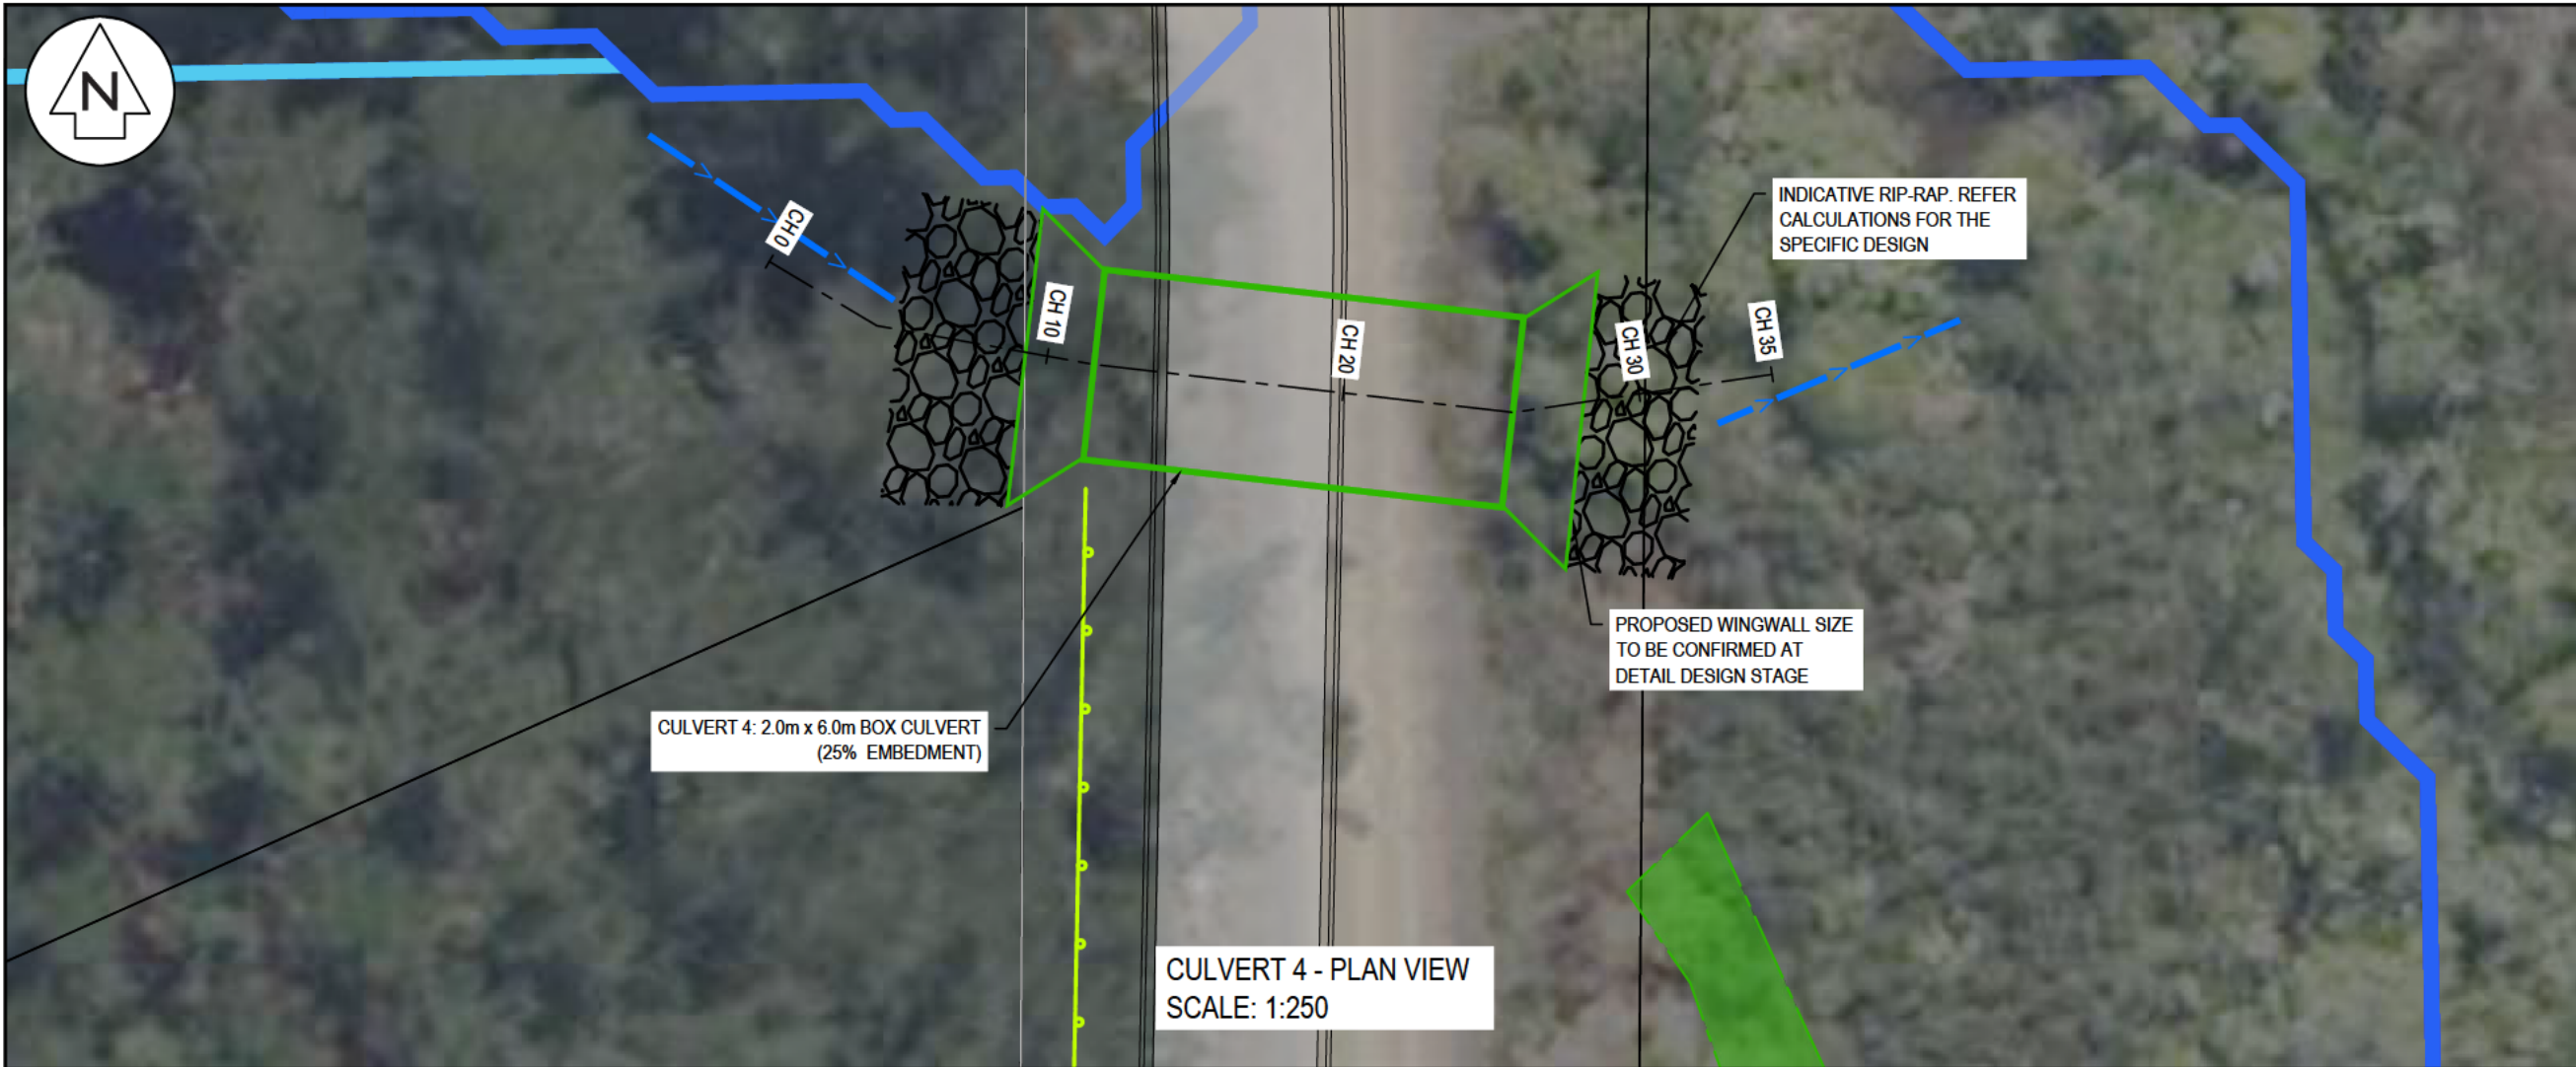 N
CH 0
CH 10
CH 20
CH 30
CH 35
INDICATIVE RIP-RAP. REFER
CALCULATIONS FOR THE
SPECIFIC DESIGN
PROPOSED WINGWALL SIZE
TO BE CONFIRMED AT
DETAIL DESIGN STAGE
CULVERT 4: 2.0m x 6.0m BOX CULVERT
(25% EMBEDMENT)
CULVERT 4 - PLAN VIEW
SCALE: 1:250